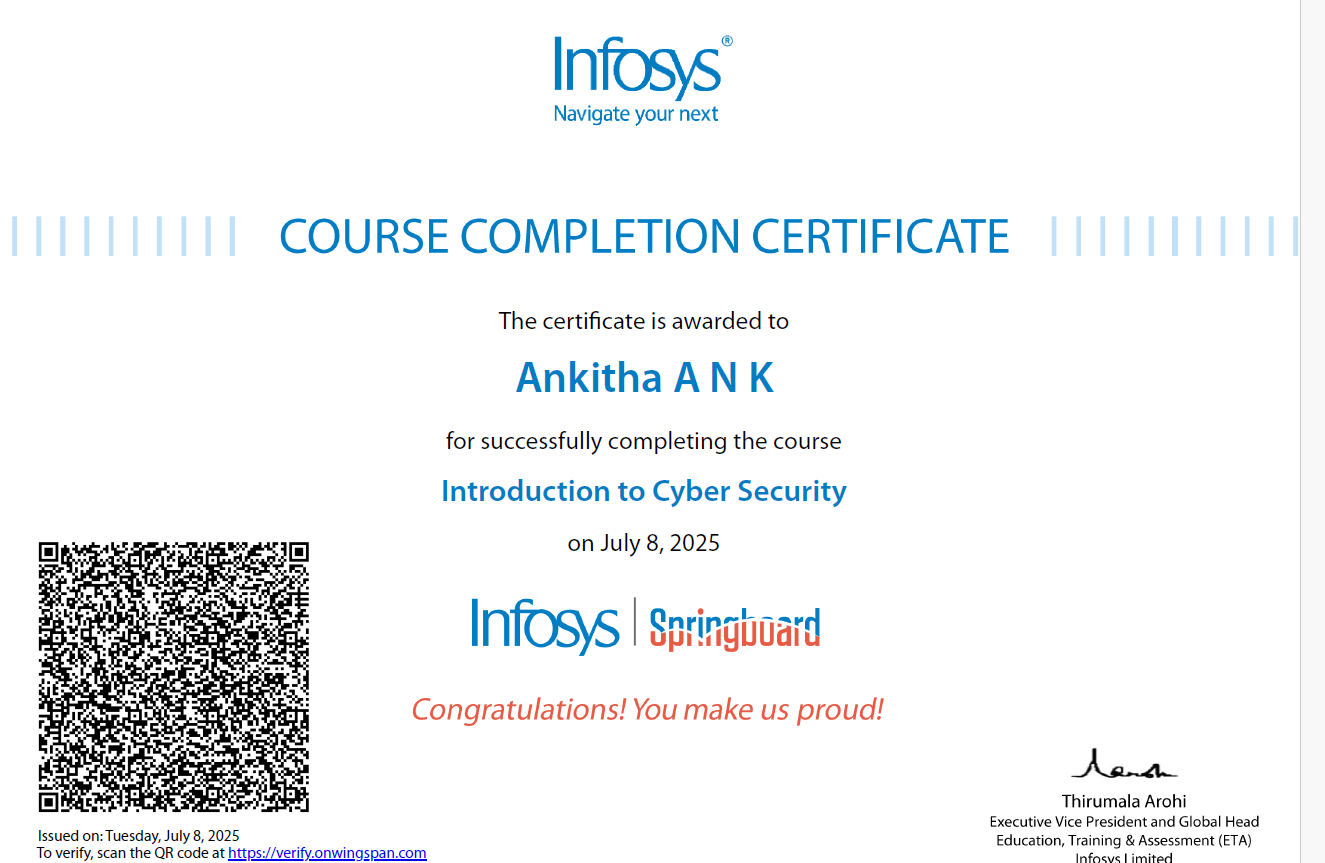 Infosys®
Navigate your next
COURSE COMPLETION CERTIFICATE
The certificate is awarded to
Ankitha A N K
for successfully completing the course
Introduction to Cyber Security
on July 8, 2025
Infosys | Springboard
Congratulations! You make us proud!
Issued on: Tuesday, July 8, 2025
To verify, scan the QR code at https://verify.onwingspan.com
Thirumala Arohi
Executive Vice President and Global Head
Education, Training & Assessment (ETA)
Infosys Limited